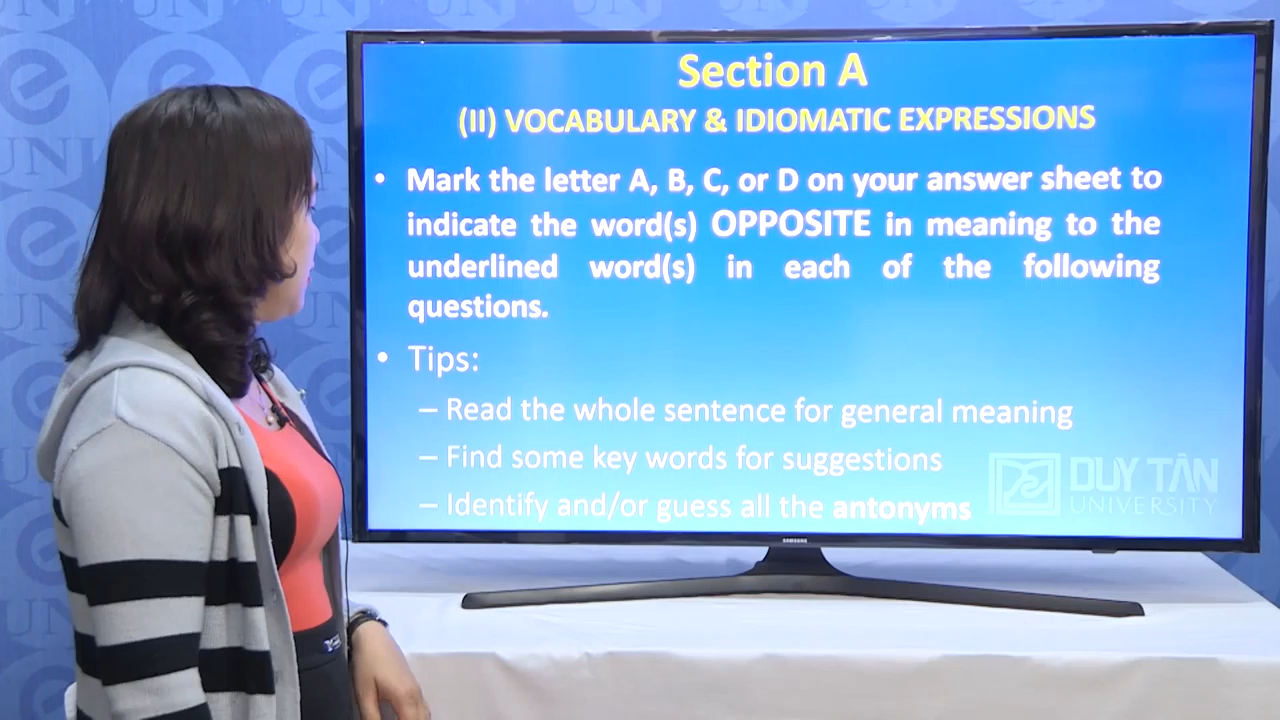 Section A
(II) VOCABULARY & IDIOMATIC EXPRESSIONS
• Mark the letter A, B, C, or D on your answer sheet to
indicate the word(s) OPPOSITE in meaning to the
underlined word(s) in each of the following
questions.
• Tips:
– Read the whole sentence for general meaning
– Find some key words for suggestions
– Identify and/or guess all the antonyms
DUY TÂN
UNIVERSITY
SAMSUNG